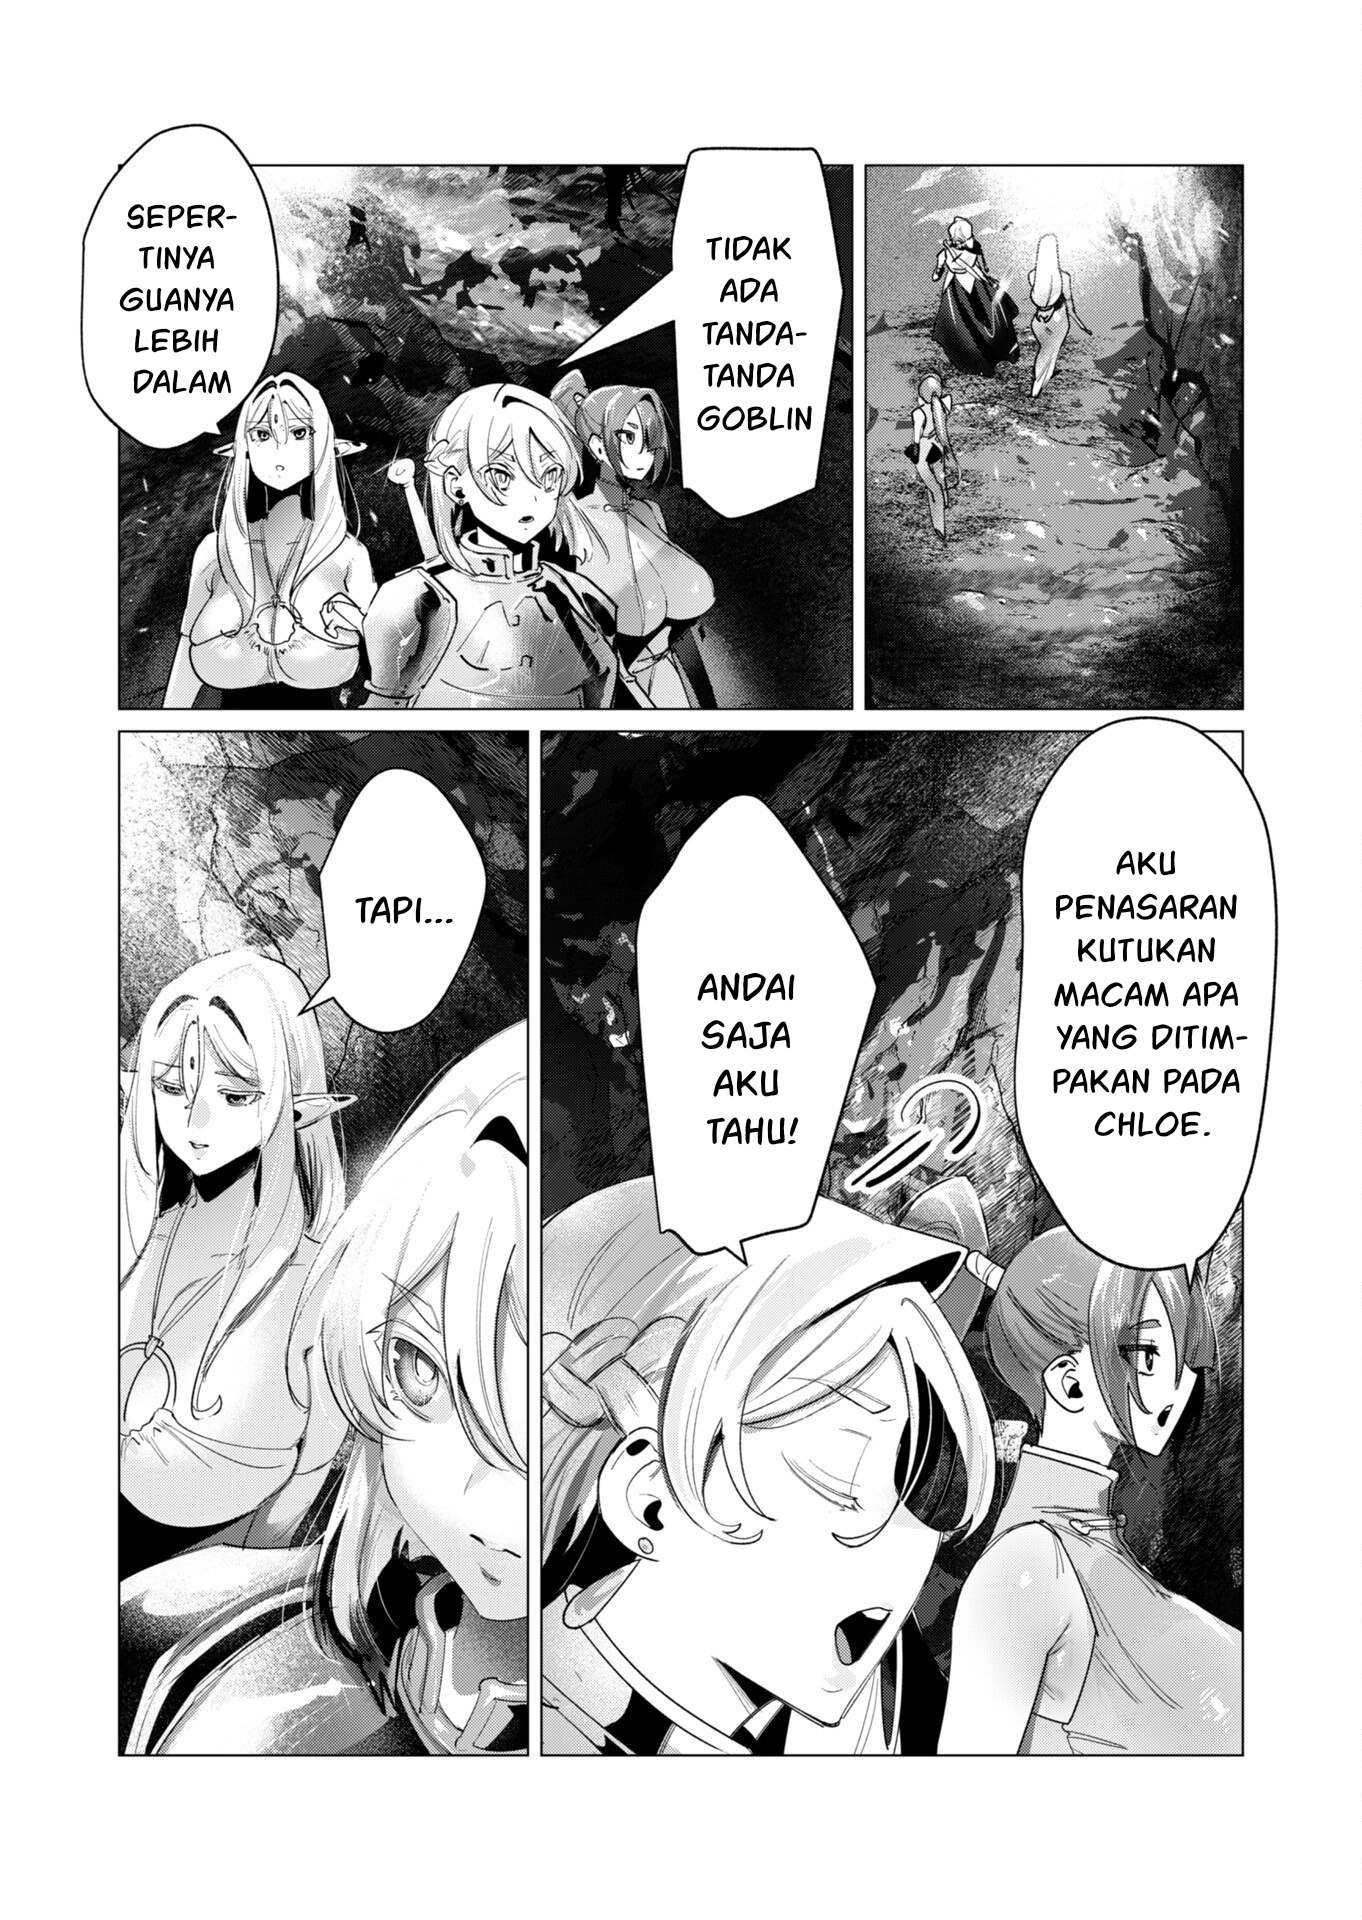 TIDAK
ADA
TANDA-
TANDA
GOBLIN
SEPER-
TINYA
GUANYA
LEBIH
DALAM
AKU
PENASARAN
KUTUKAN
MACAM APA
YANG DITIM-
PAKAN PADA
CHLOE.
ANDAI
SAJA
AKU
TAHU!
TAPI...